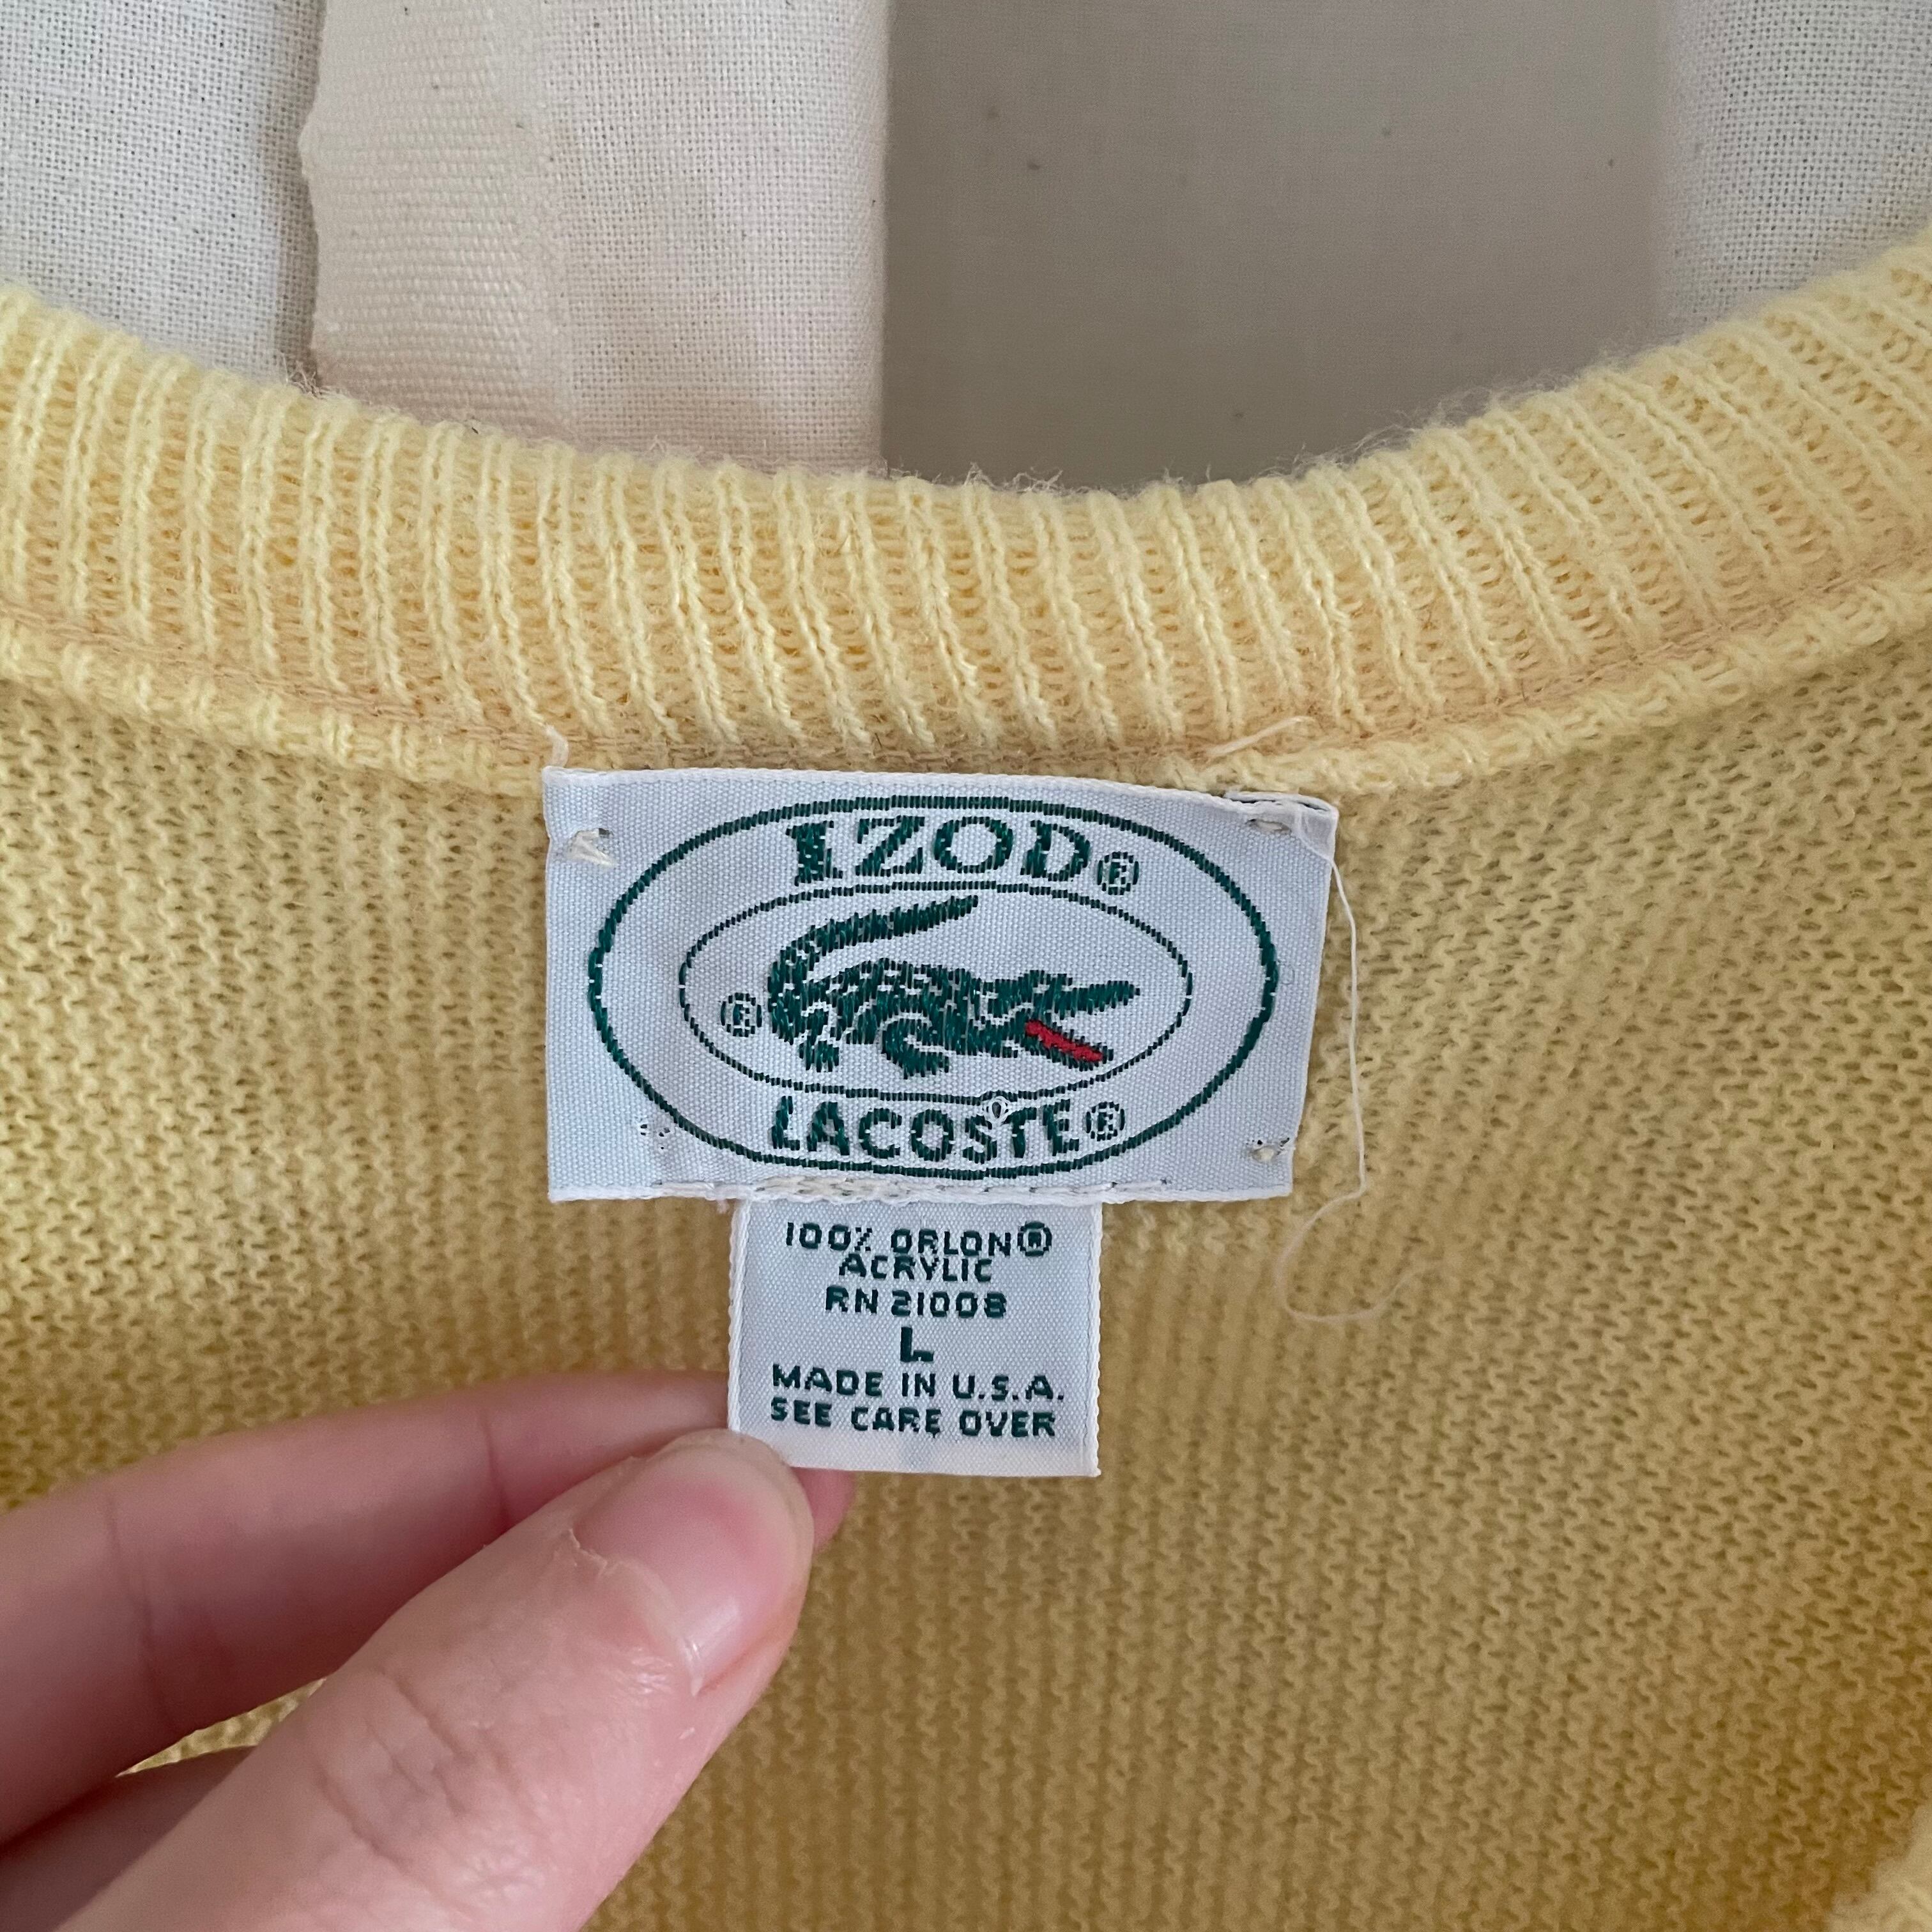 IZOD®
®
LACOSTE®
100% ORLON®
ACRYLIC
RN 21008
L
MADE IN U.S.A.
SEE CARE OVER